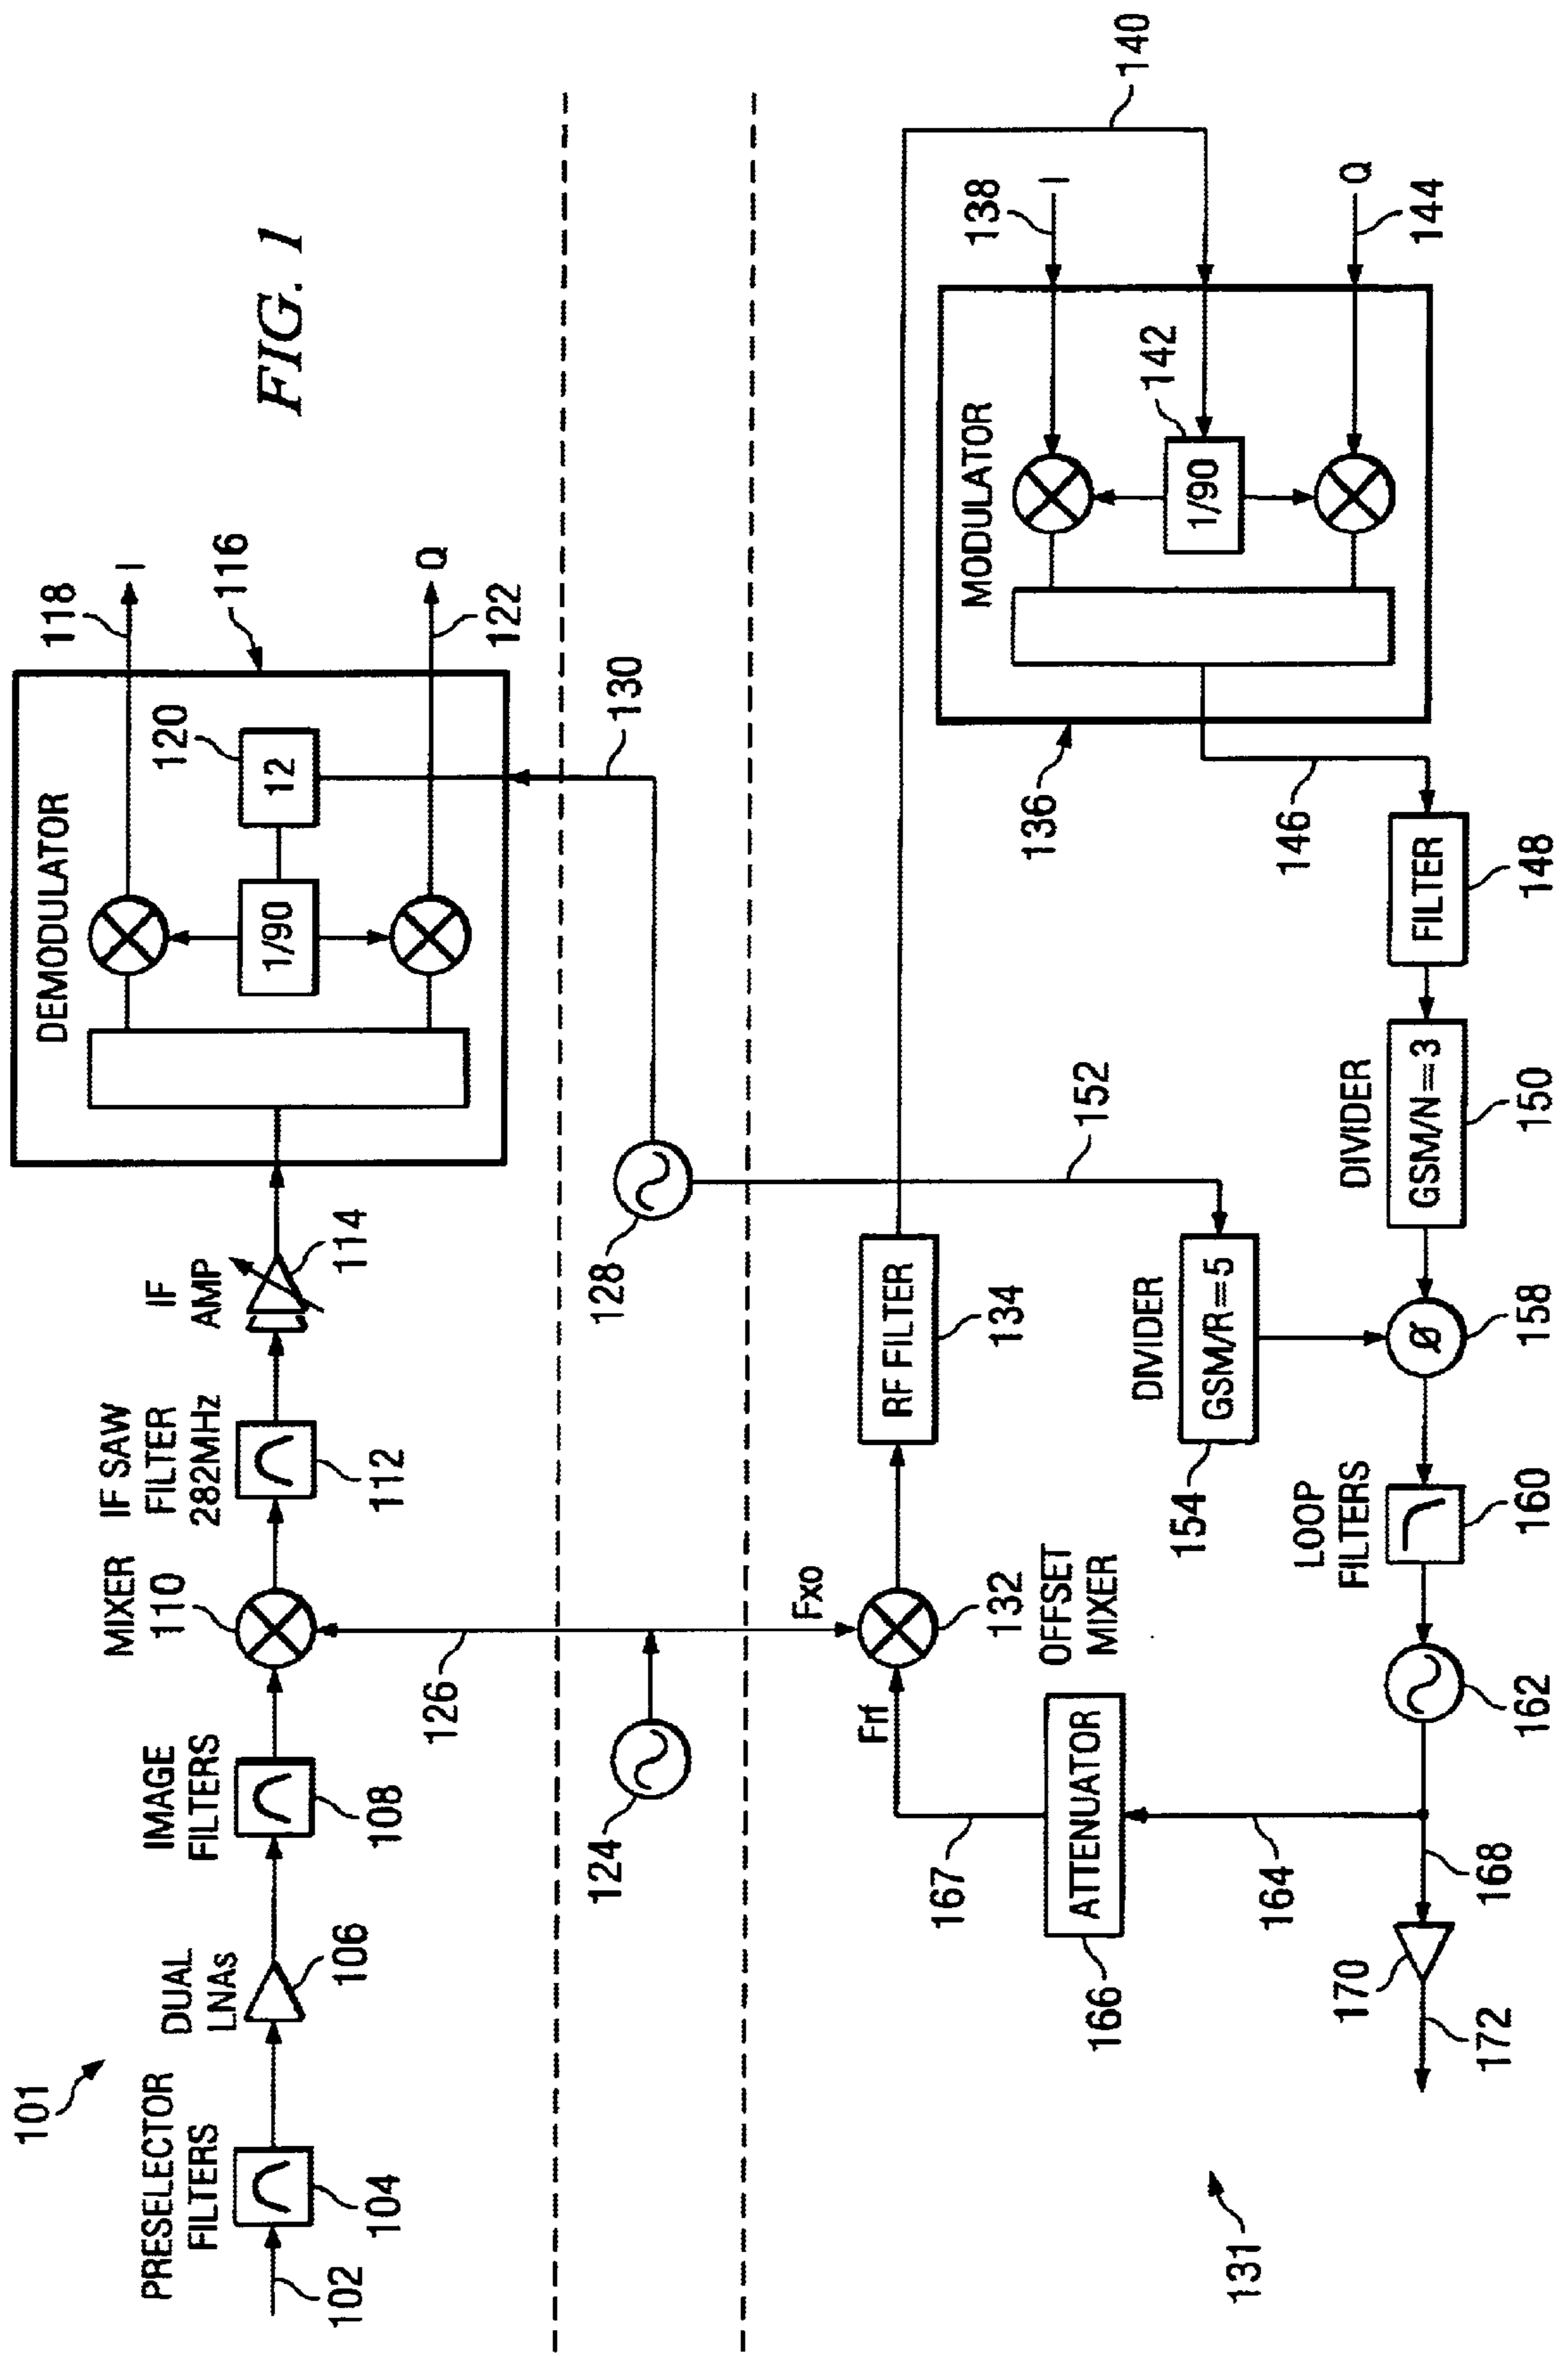 FIG. 1
101
102
PRESELECTOR
FILTERS
104
DUAL
LNAs
106
IMAGE
FILTERS
108
MIXER
110
IF SAW
FILTER
282MHz
112
IF
AMP
114
DEMODULATOR
1/90
12
120
116
118
I
Q
122
124
126
128
130
131
Fxo
Frf
132
OFFSET
MIXER
RF FILTER
134
140
MODULATOR
136
138
I
1/90
142
Q
144
146
FILTER
148
DIVIDER
GSM/N=3
150
152
DIVIDER
GSM/R=5
154
Ø
158
LOOP
FILTERS
160
162
164
ATTENUATOR
166
167
168
170
172